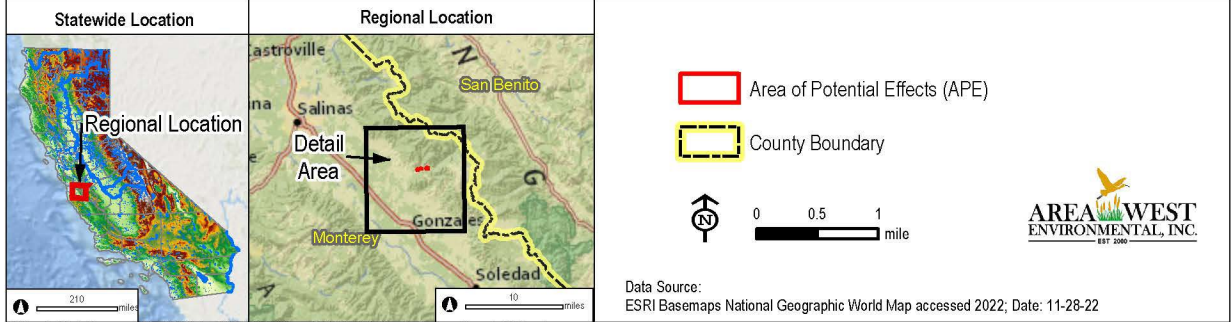 Statewide Location
Regional Location
Regional Location
210
miles
Castroville
San Benito
Salinas
Detail
Area
Gonzales
Monterey
Soledad
10
miles
Area of Potential Effects (APE)
County Boundary
N
0 0.5 1
mile
AREA WEST
ENVIRONMENTAL, INC.
EST 2000
Data Source:
ESRI Basemaps National Geographic World Map accessed 2022; Date: 11-28-22